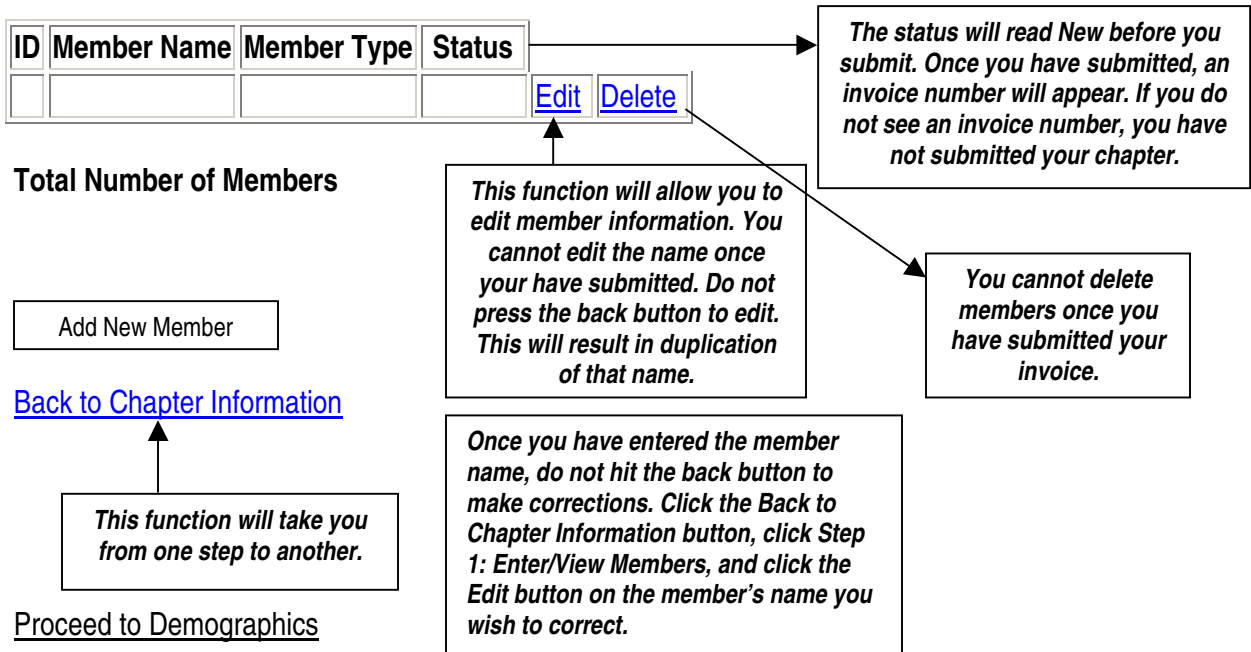 ID Member Name Member Type Status
Edit Delete
The status will read New before you
submit. Once you have submitted, an
invoice number will appear. If you do
not see an invoice number, you have
not submitted your chapter.
Total Number of Members
This function will allow you to
edit member information. You
cannot edit the name once
your have submitted. Do not
press the back button to edit.
This will result in duplication
of that name.
You cannot delete
members once you
have submitted your
invoice.
Add New Member
Back to Chapter Information
This function will take you
from one step to another.
Once you have entered the member
name, do not hit the back button to
make corrections. Click the Back to
Chapter Information button, click Step
1: Enter/View Members, and click the
Edit button on the member's name you
wish to correct.
Proceed to Demographics